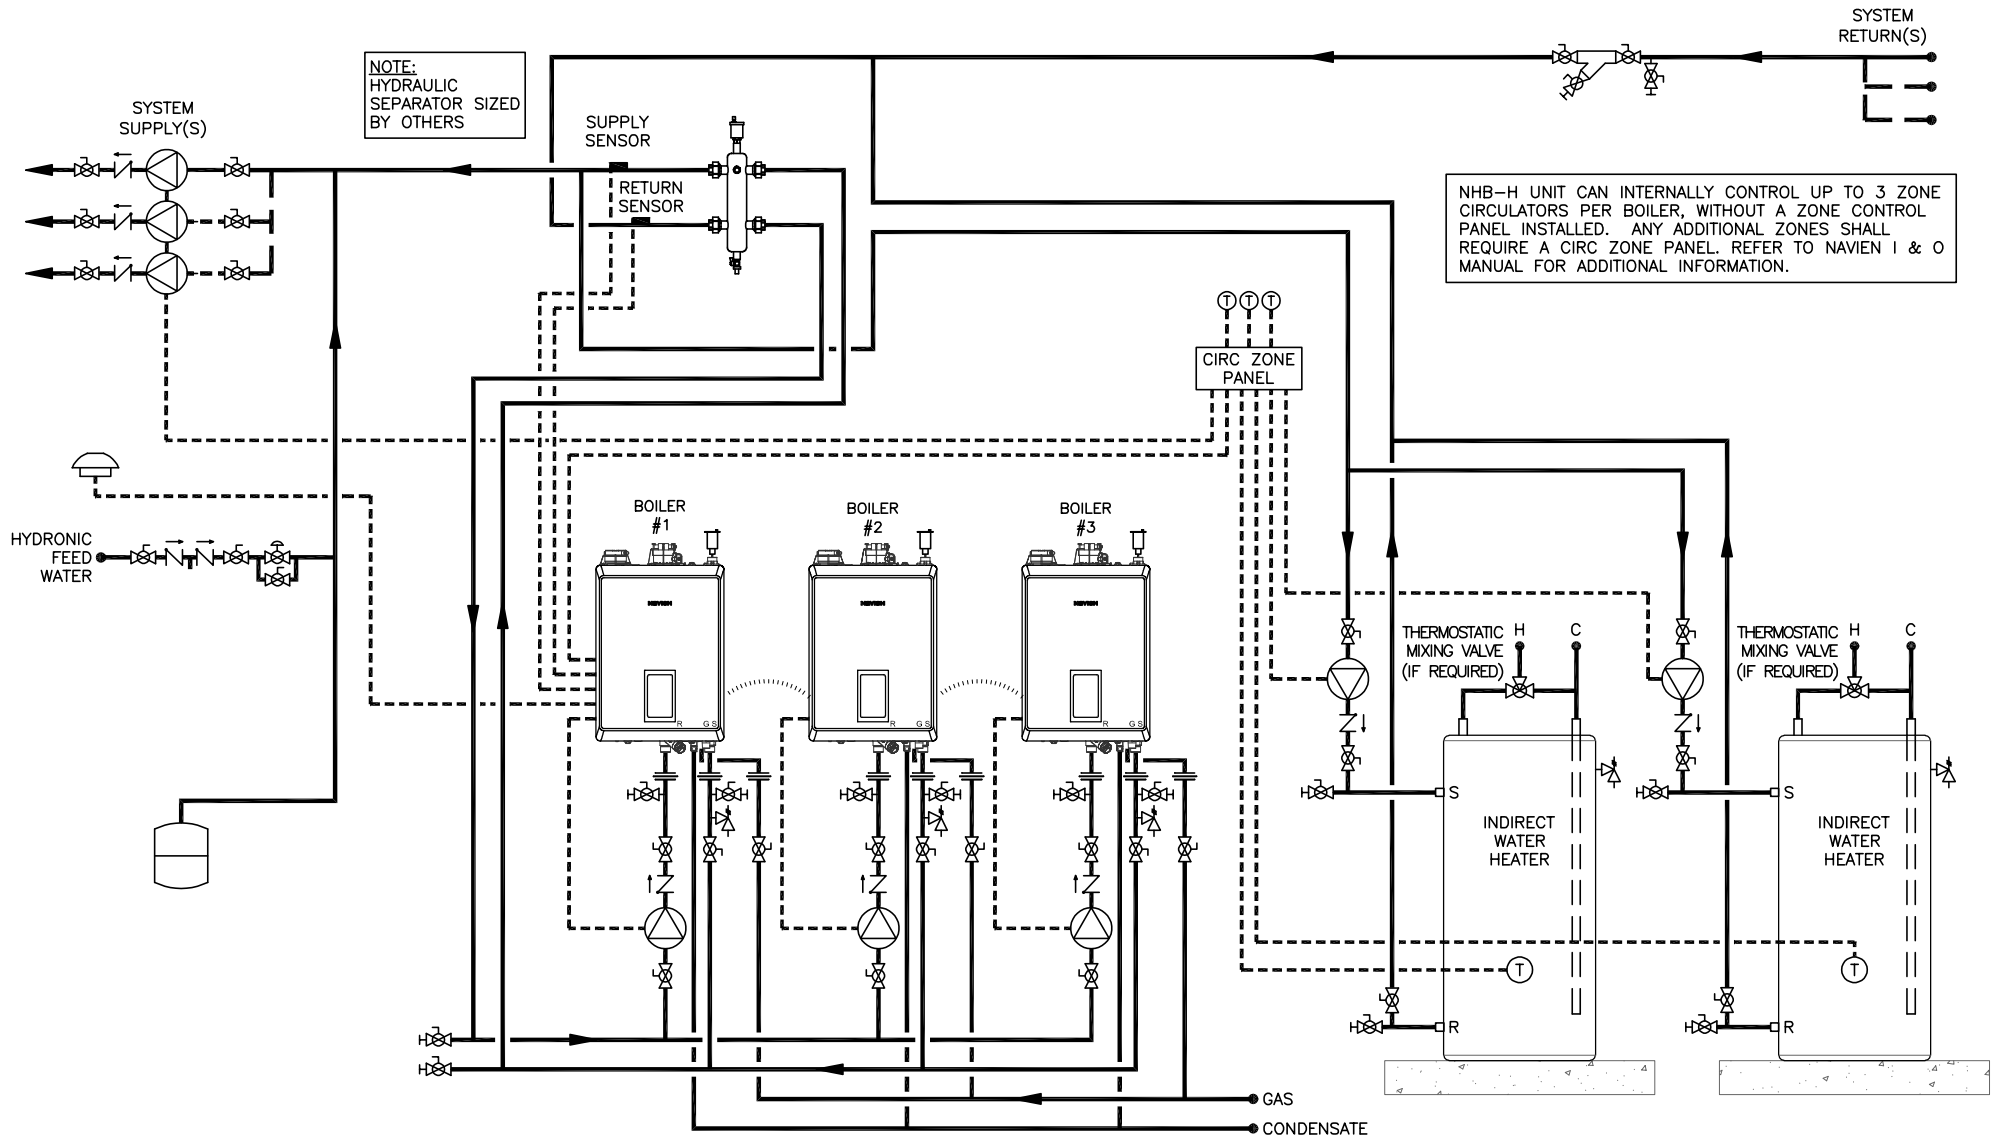 SYSTEM
RETURN(S)
NOTE:
HYDRAULIC
SEPARATOR SIZED
BY OTHERS
SYSTEM
SUPPLY(S)
SUPPLY
SENSOR
RETURN
SENSOR
NHB-H UNIT CAN INTERNALLY CONTROL UP TO 3 ZONE
CIRCULATORS PER BOILER, WITHOUT A ZONE CONTROL
PANEL INSTALLED. ANY ADDITIONAL ZONES SHALL
REQUIRE A CIRC ZONE PANEL. REFER TO NAVIEN I & O
MANUAL FOR ADDITIONAL INFORMATION.
T T T
CIRC ZONE
PANEL
BOILER
#1
BOILER
#2
BOILER
#3
HYDRONIC
FEED
WATER
NAVIEN
NAVIEN
NAVIEN
THERMOSTATIC
MIXING VALVE
(IF REQUIRED)
H
C
THERMOSTATIC
MIXING VALVE
(IF REQUIRED)
H
C
R G S
R G S
R G S
S
INDIRECT
WATER
HEATER
S
INDIRECT
WATER
HEATER
T
T
R
R
GAS
CONDENSATE